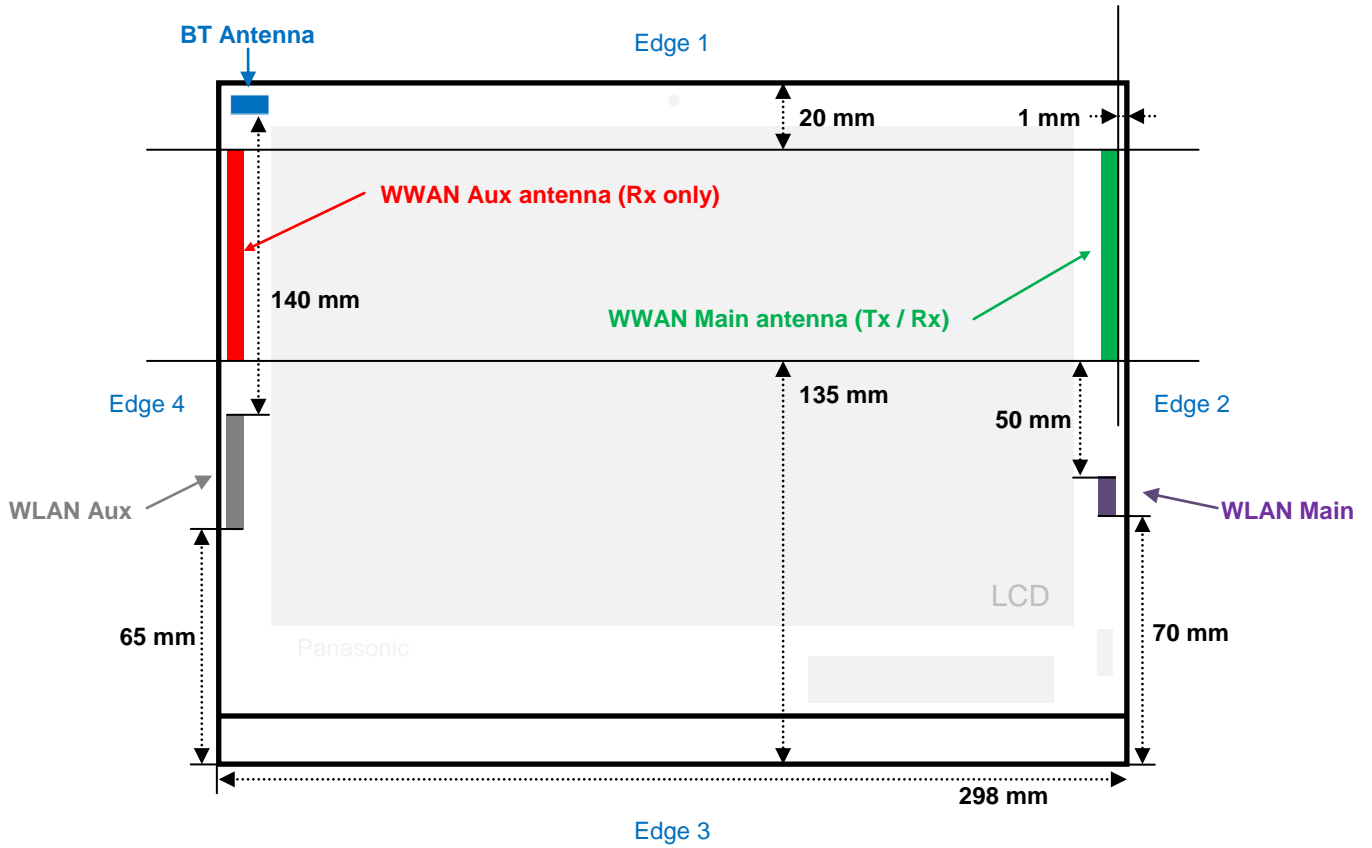 BT Antenna
Edge 1
20 mm
1 mm
WWAN Aux antenna (Rx only)
140 mm
WWAN Main antenna (Tx / Rx)
135 mm
Edge 4
Edge 2
50 mm
WLAN Aux
WLAN Main
LCD
65 mm
Panasonic
70 mm
298 mm
Edge 3